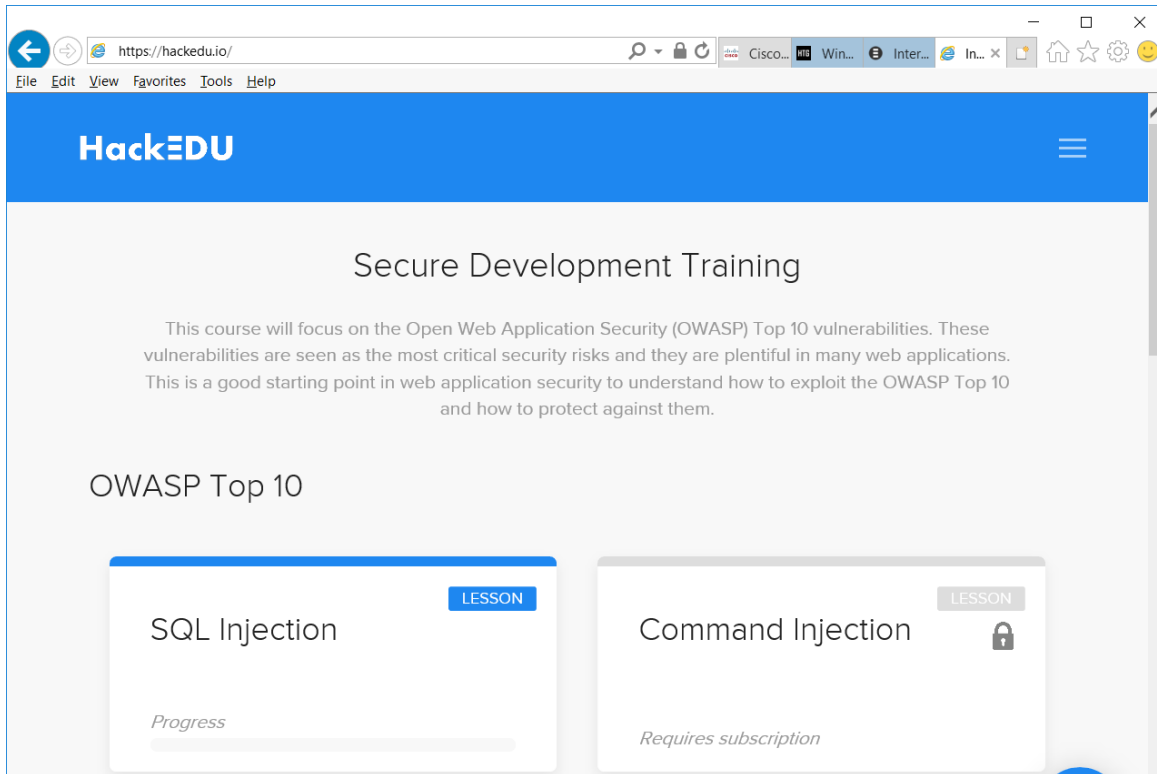 https://hackedu.io/
Cisco... Win... Inter... In...
File Edit View Favorites Tools Help
HackEDU
Secure Development Training
This course will focus on the Open Web Application Security (OWASP) Top 10 vulnerabilities. These
vulnerabilities are seen as the most critical security risks and they are plentiful in many web applications.
This is a good starting point in web application security to understand how to exploit the OWASP Top 10
and how to protect against them.
OWASP Top 10
LESSON
SQL Injection
Progress
LESSON
Command Injection
Requires subscription